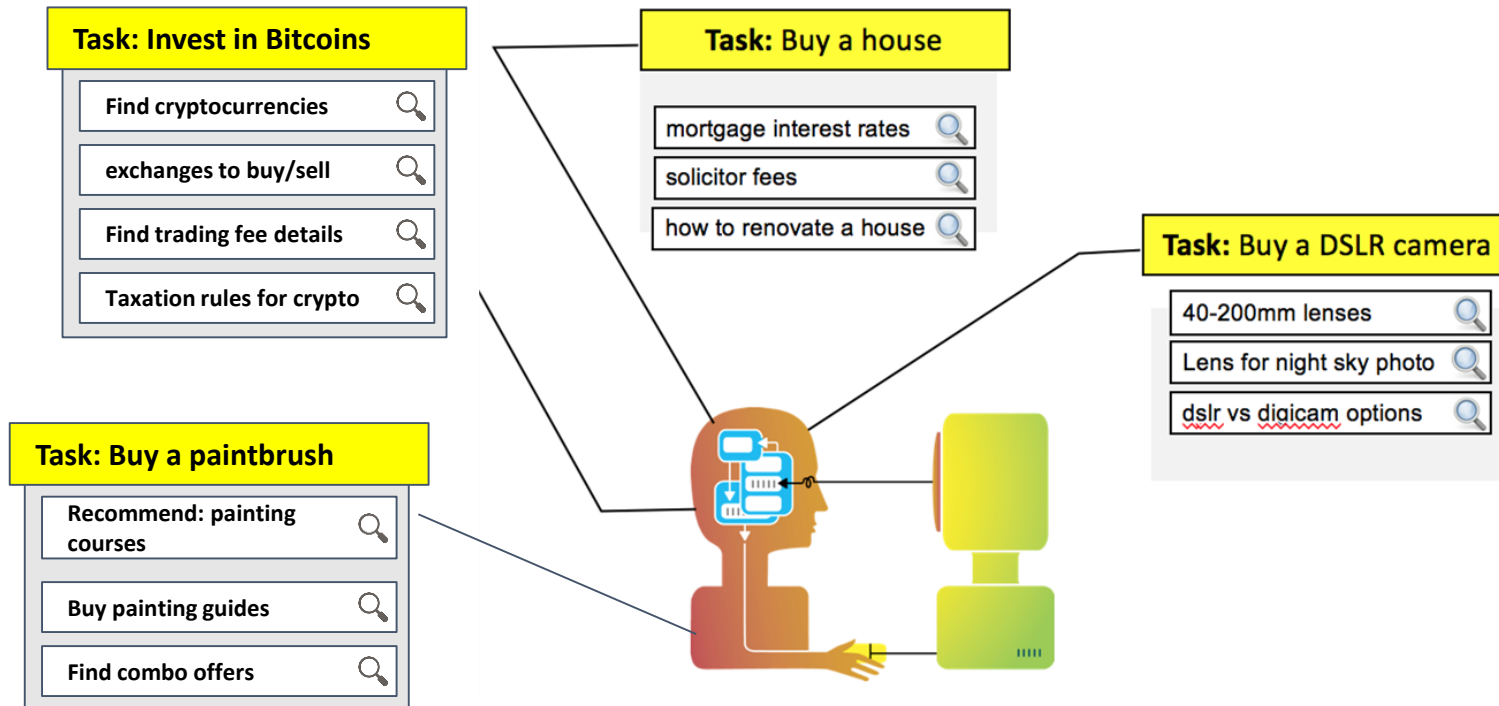 Task: Invest in Bitcoins
Find cryptocurrencies
exchanges to buy/sell
Find trading fee details
Taxation rules for crypto
Task: Buy a house
mortgage interest rates
solicitor fees
how to renovate a house
Task: Buy a DSLR camera
40-200mm lenses
Lens for night sky photo
dslr vs digicam options
Task: Buy a paintbrush
Recommend: painting
courses
Buy painting guides
Find combo offers